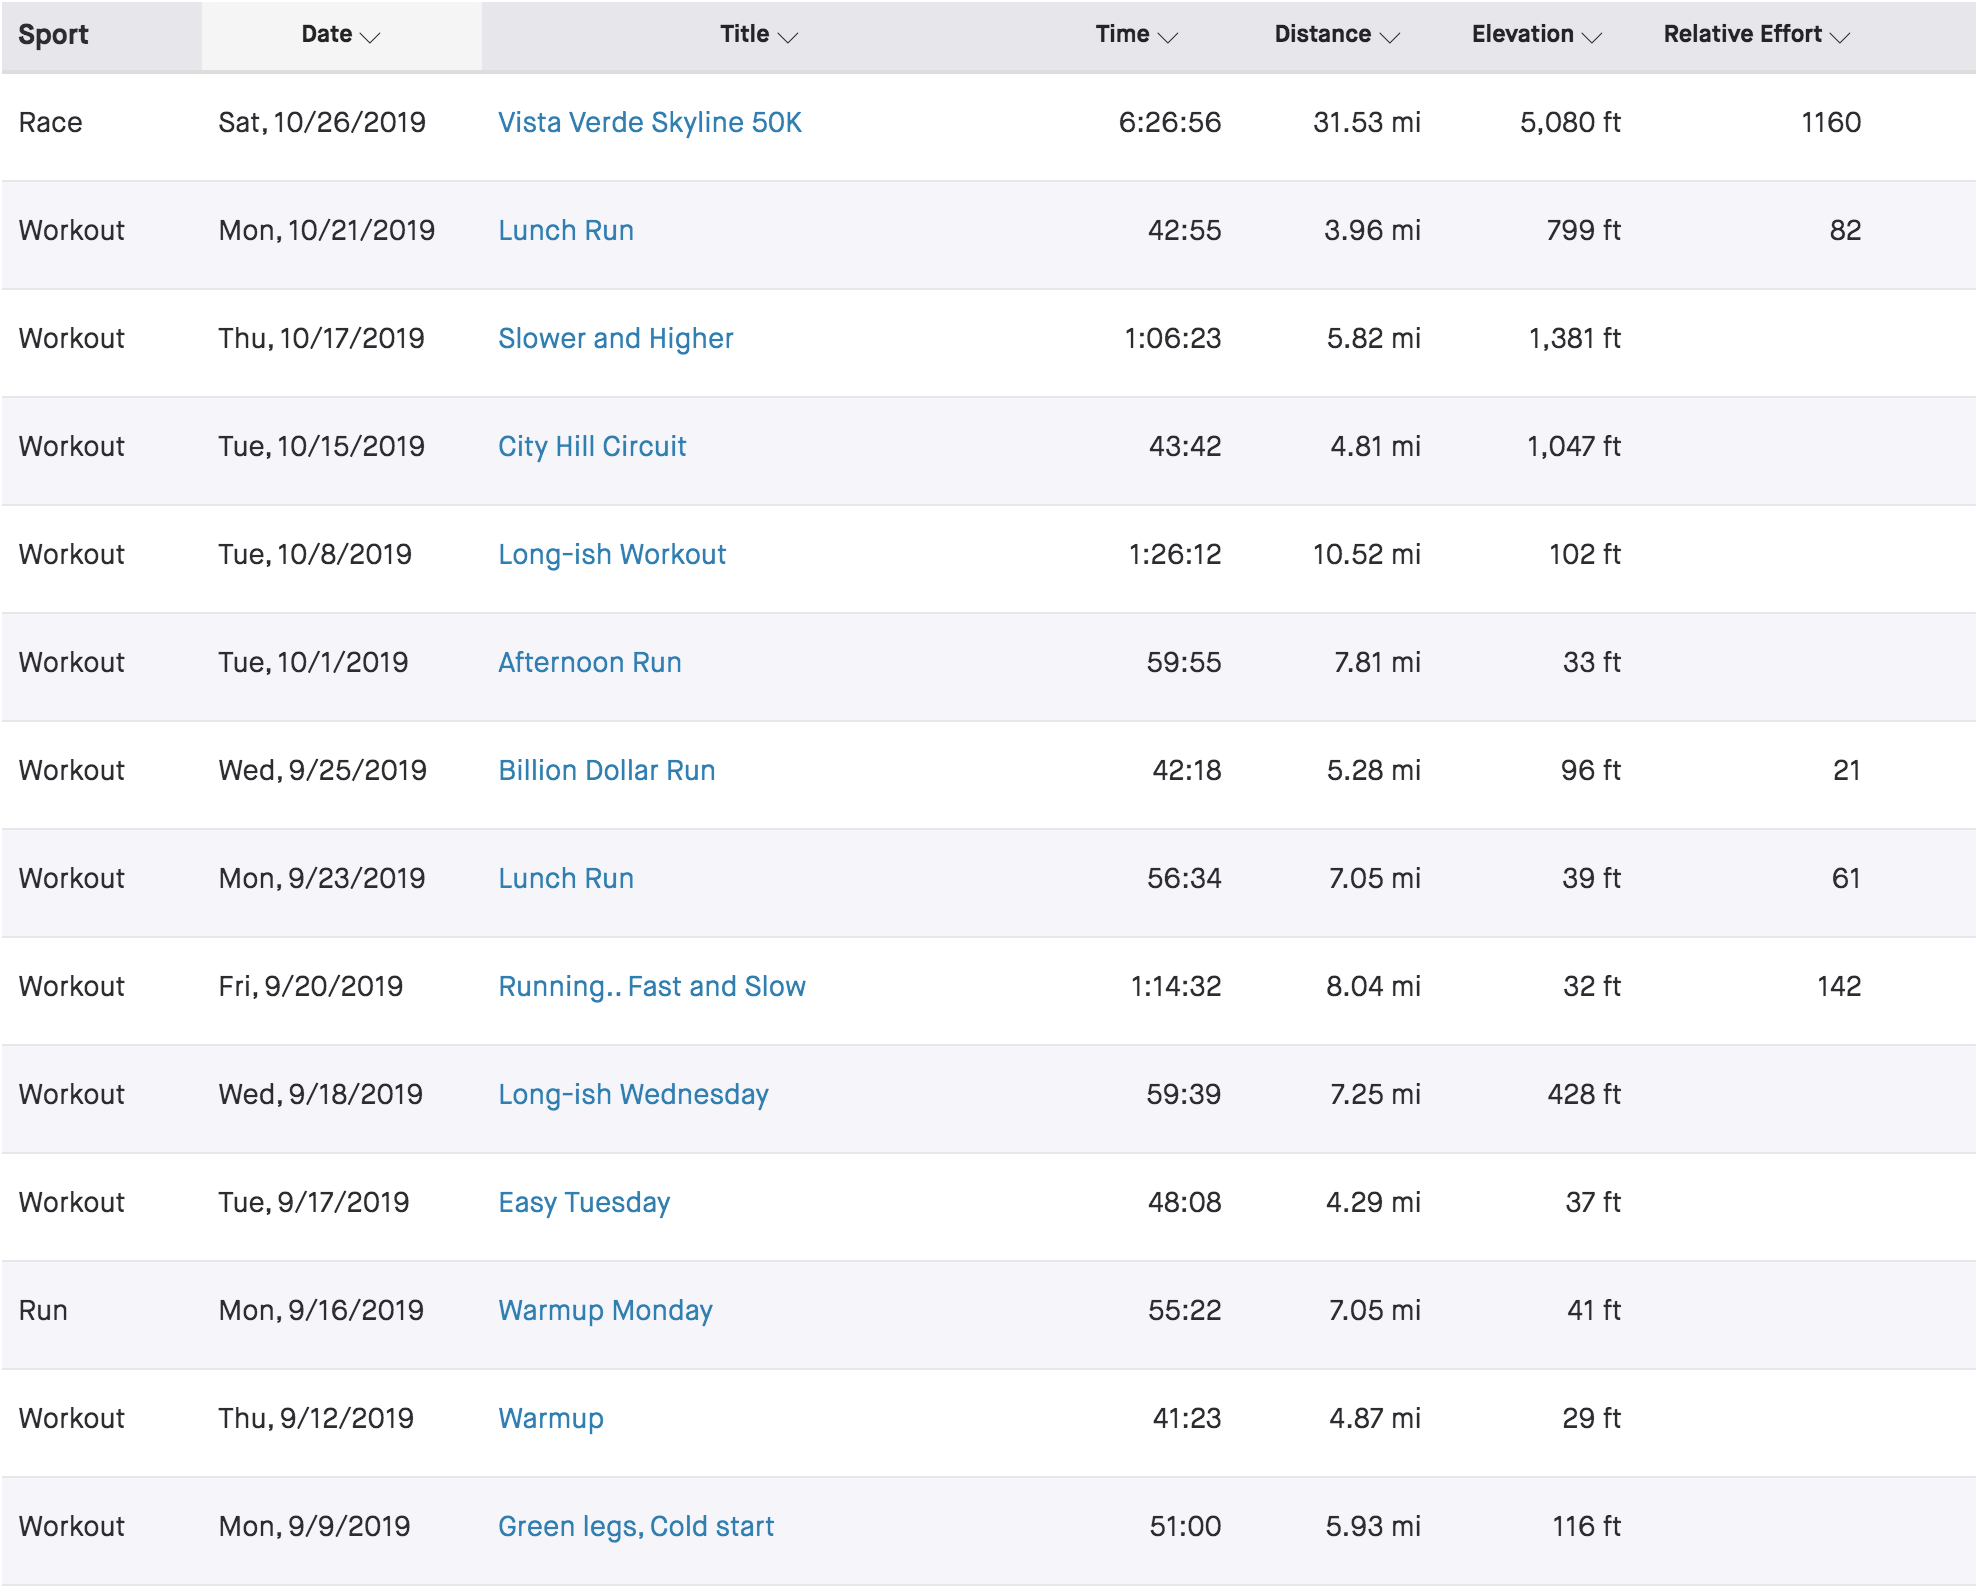 Sport Date Title Time Distance Elevation Relative Effort
Race Sat, 10/26/2019 Vista Verde Skyline 50K 6:26:56 31.53 mi 5,080 ft 1160
Workout Mon, 10/21/2019 Lunch Run 42:55 3.96 mi 799 ft 82
Workout Thu, 10/17/2019 Slower and Higher 1:06:23 5.82 mi 1,381 ft
Workout Tue, 10/15/2019 City Hill Circuit 43:42 4.81 mi 1,047 ft
Workout Tue, 10/8/2019 Long-ish Workout 1:26:12 10.52 mi 102 ft
Workout Tue, 10/1/2019 Afternoon Run 59:55 7.81 mi 33 ft
Workout Wed, 9/25/2019 Billion Dollar Run 42:18 5.28 mi 96 ft 21
Workout Mon, 9/23/2019 Lunch Run 56:34 7.05 mi 39 ft 61
Workout Fri, 9/20/2019 Running.. Fast and Slow 1:14:32 8.04 mi 32 ft 142
Workout Wed, 9/18/2019 Long-ish Wednesday 59:39 7.25 mi 428 ft
Workout Tue, 9/17/2019 Easy Tuesday 48:08 4.29 mi 37 ft
Run Mon, 9/16/2019 Warmup Monday 55:22 7.05 mi 41 ft
Workout Thu, 9/12/2019 Warmup 41:23 4.87 mi 29 ft
Workout Mon, 9/9/2019 Green legs, Cold start 51:00 5.93 mi 116 ft